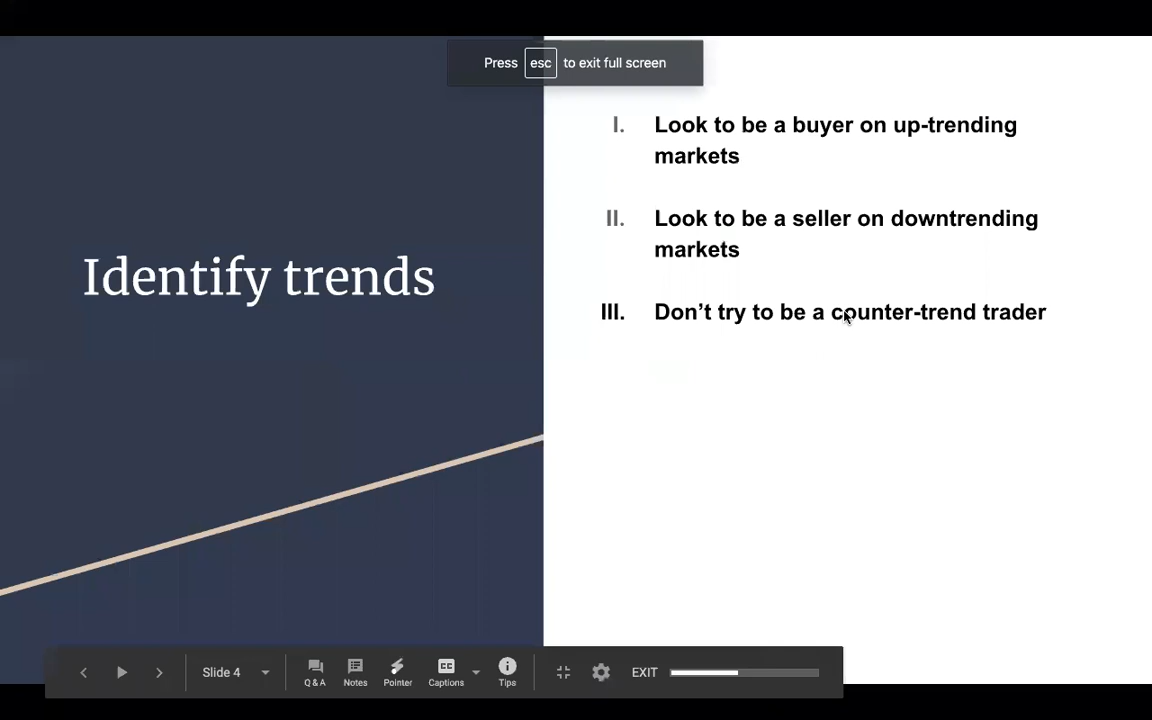 Press esc to exit full screen
Identify trends
I. Look to be a buyer on up-trending
markets
II. Look to be a seller on downtrending
markets
III. Don’t try to be a counter-trend trader
Slide 4
Q & A
Notes
Pointer
CC
Captions
Tips
EXIT